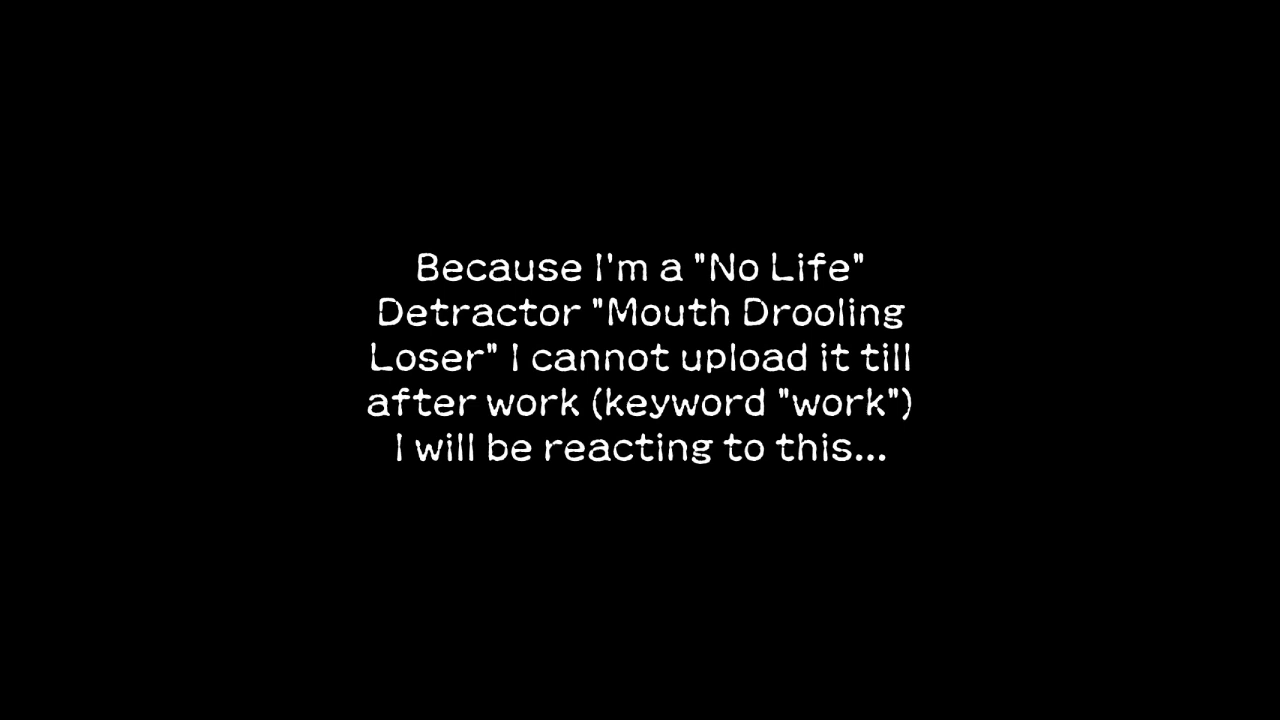 Because I'm a "No Life"
Detractor "Mouth Drooling
Loser" I cannot upload it till
after work (keyword "work")
I will be reacting to this...